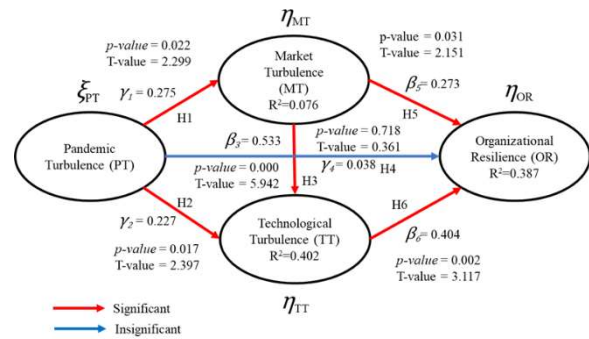 η_MT
p-value = 0.022
T-value = 2.299
Market
Turbulence
(MT)
R²=0.076
p-value = 0.031
T-value = 2.151
ξ_PT
γ₁ = 0.275
H1
β₅ = 0.273
H5
η_OR
Pandemic
Turbulence (PT)
β₃ = 0.533
p-value = 0.718
T-value = 0.361
p-value = 0.000
T-value = 5.942
γ₄ = 0.038
H4
H3
Organizational
Resilience (OR)
R²=0.387
H2
γ₂ = 0.227
p-value = 0.017
T-value = 2.397
Technological
Turbulence (TT)
R²=0.402
H6
β₆ = 0.404
p-value = 0.002
T-value = 3.117
η_TT
Significant
Insignificant